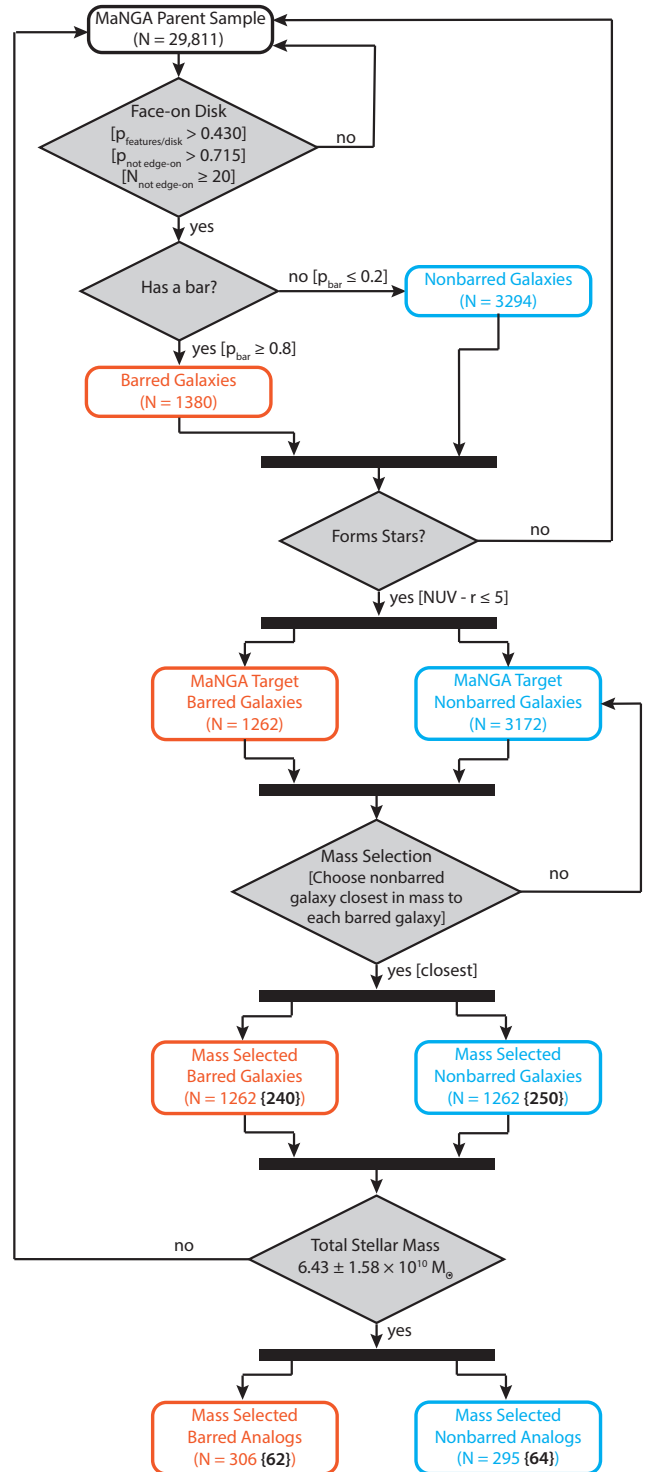 MaNGA Parent Sample
(N = 29,811)
Face-on Disk
[p_features/disk > 0.430]
[p_not edge-on > 0.715]
[N_not edge-on ≥ 20]
no
yes
Has a bar?
no [p_bar ≤ 0.2]
Nonbarred Galaxies
(N = 3294)
yes [p_bar ≥ 0.8]
Barred Galaxies
(N = 1380)
Forms Stars?
no
yes [NUV - r ≤ 5]
MaNGA Target
Barred Galaxies
(N = 1262)
MaNGA Target
Nonbarred Galaxies
(N = 3172)
Mass Selection
[Choose nonbarred
galaxy closest in mass to
each barred galaxy]
no
yes [closest]
Mass Selected
Barred Galaxies
(N = 1262 {240})
Mass Selected
Nonbarred Galaxies
(N = 1262 {250})
no
Total Stellar Mass
6.43 ± 1.58 × 10¹⁰ M☉
yes
Mass Selected
Barred Analogs
(N = 306 {62})
Mass Selected
Nonbarred Analogs
(N = 295 {64})